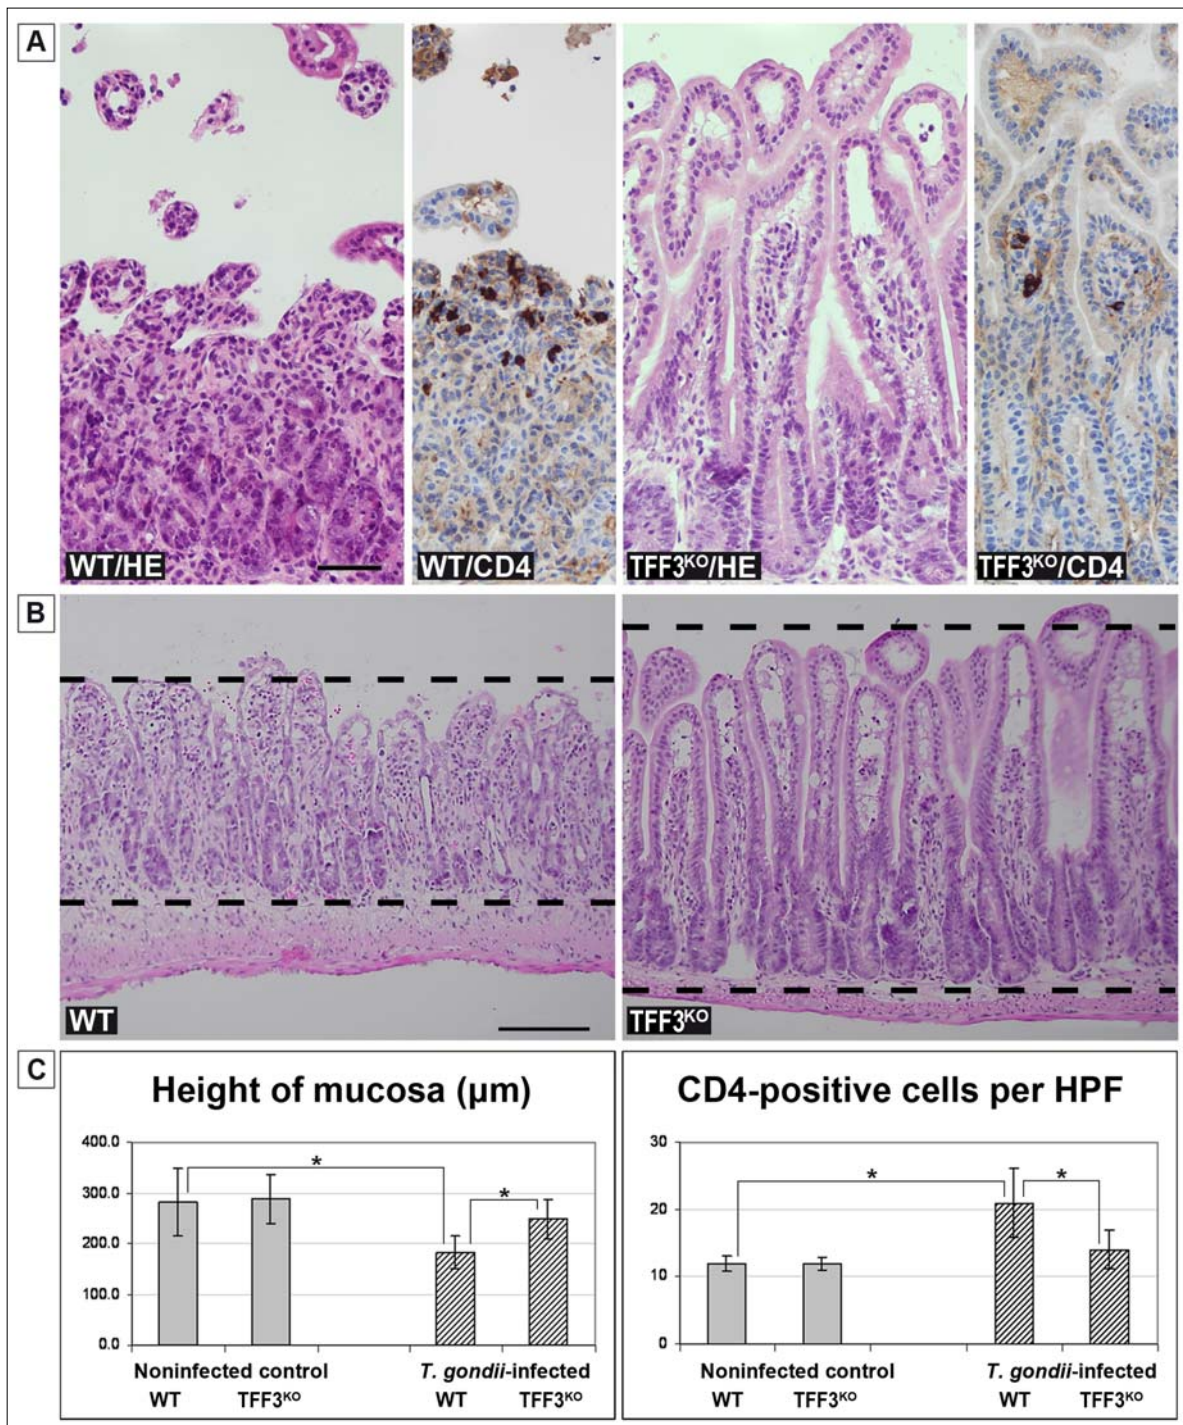 A
WT/HE
WT/CD4
TFF3KO/HE
TFF3KO/CD4
B
WT
TFF3KO
C
Height of mucosa (µm)
400.0
300.0
200.0
100.0
0.0
*
*
Noninfected control
T. gondii-infected
WT
TFF3KO
WT
TFF3KO
CD4-positive cells per HPF
30
20
10
0
*
*
Noninfected control
T. gondii-infected
WT
TFF3KO
WT
TFF3KO